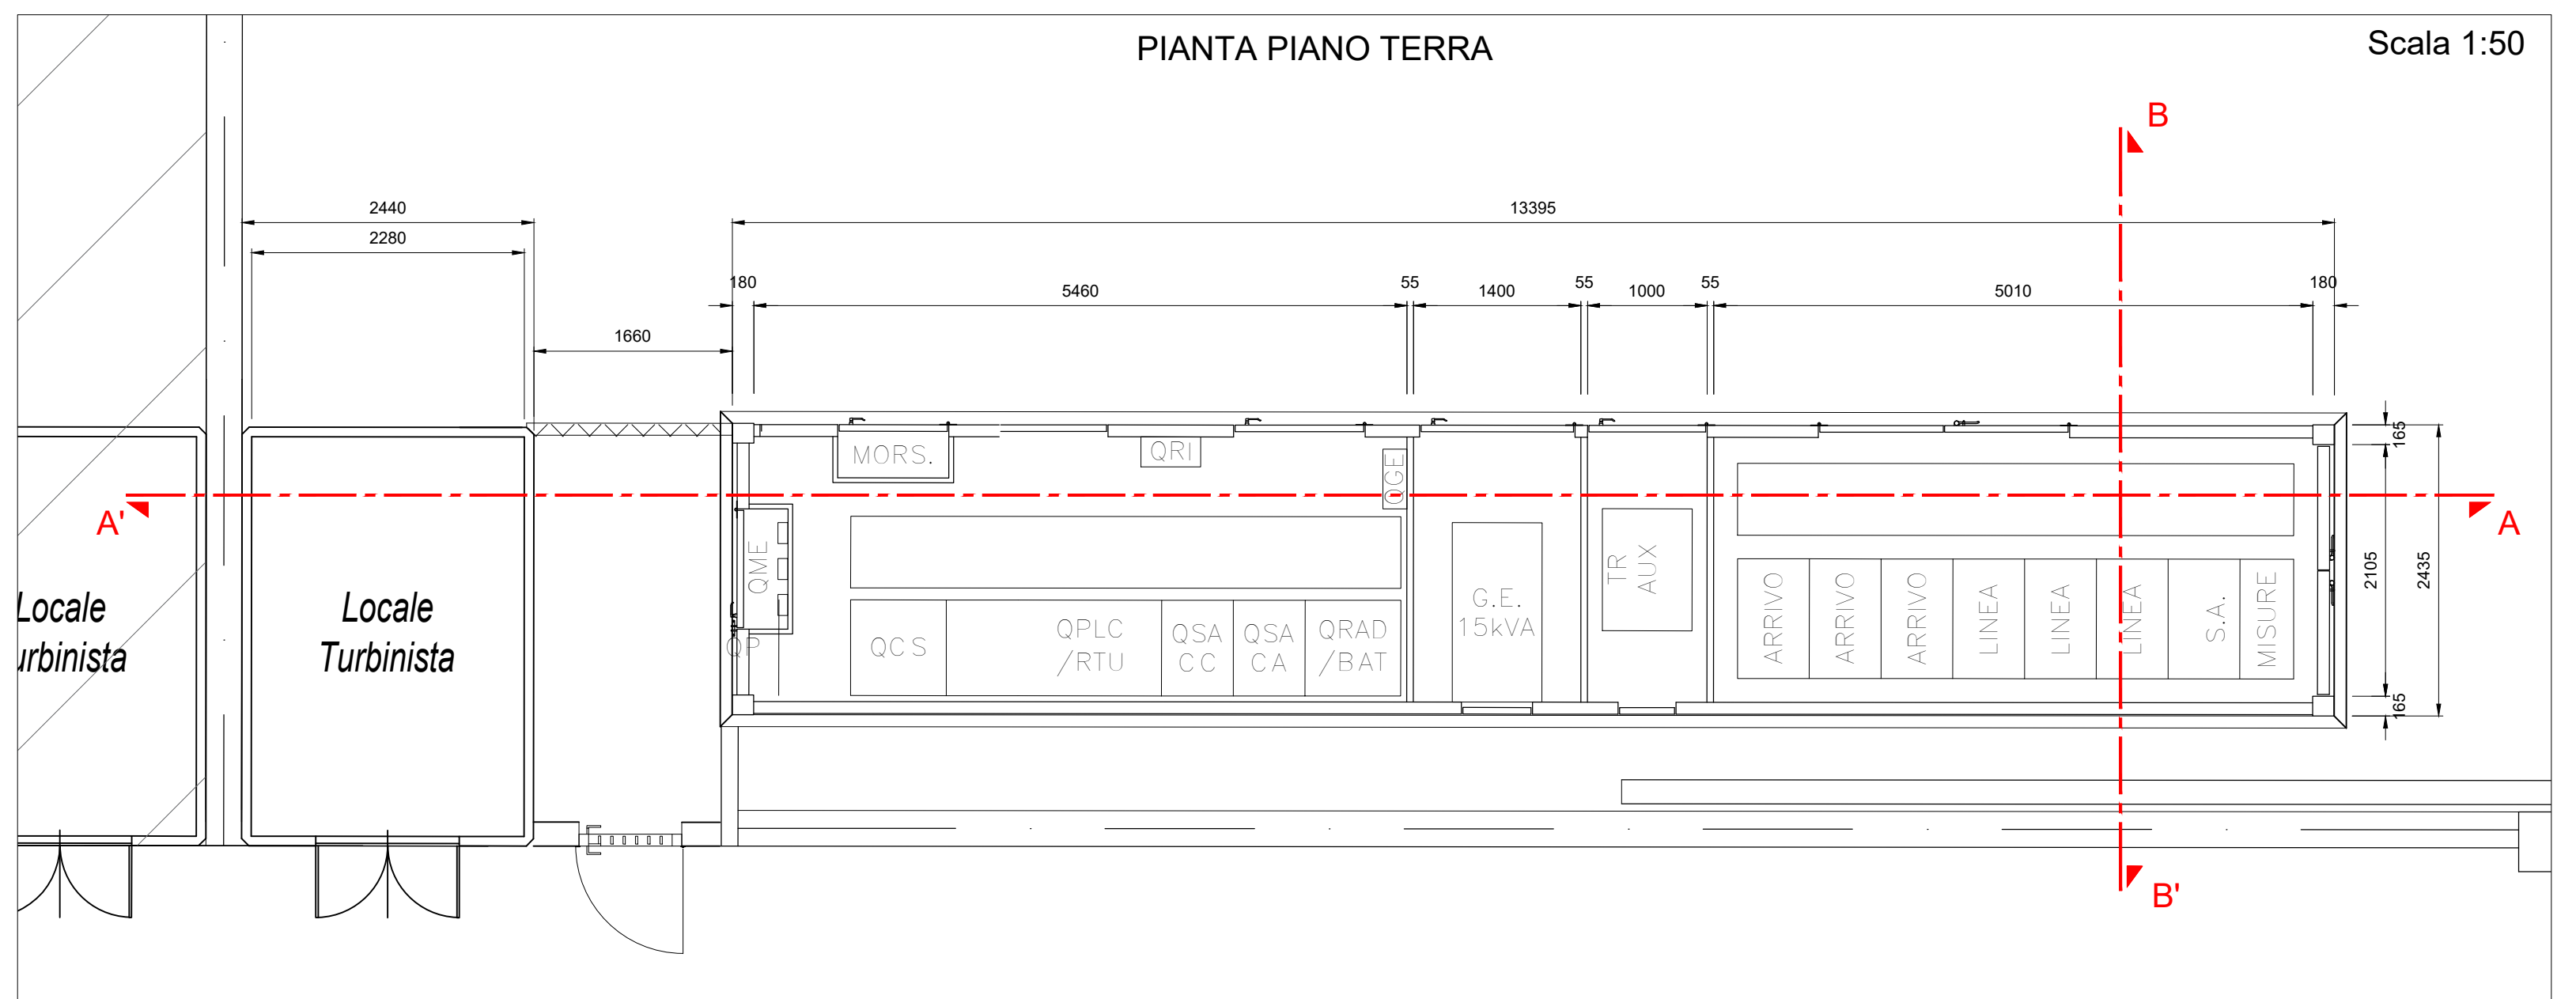 PIANTA PIANO TERRA
Scala 1:50
B
2440
13395
2280
180
5460
55
1400
55
1000
55
5010
180
1660
MORS.
QRI
QGE
165
A'
A
QME
TR
AUX
2105
2435
Locale
urbinista
Locale
Turbinista
QP
QCS
QPLC
/RTU
QSA
CC
QSA
CA
QRAD
/BAT
G.E.
15kVA
ARRIVO
ARRIVO
ARRIVO
LINEA
LINEA
LINEA
S.A.
MISURE
165
B'